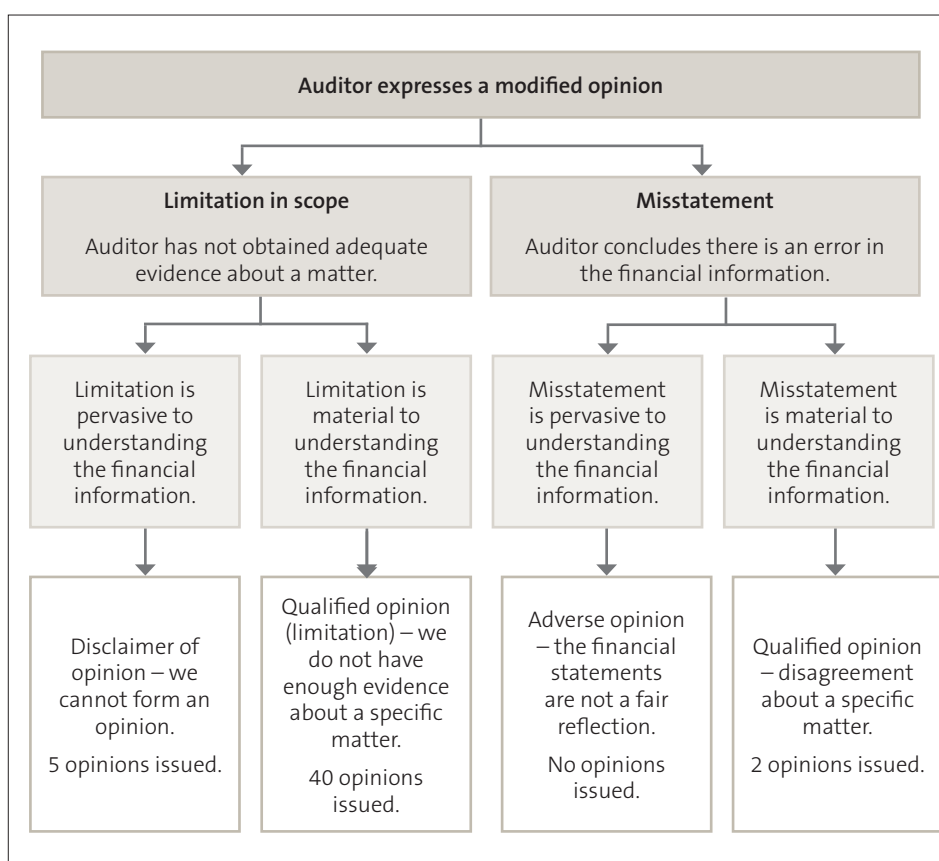 Auditor expresses a modified opinion
Limitation in scope
Auditor has not obtained adequate
evidence about a matter.
Misstatement
Auditor concludes there is an error in
the financial information.
Limitation is
pervasive to
understanding
the financial
information.
Limitation is
material to
understanding
the financial
information.
Misstatement
is pervasive to
understanding
the financial
information.
Misstatement
is material to
understanding
the financial
information.
Disclaimer of
opinion – we
cannot form an
opinion.
5 opinions issued.
Qualified opinion
(limitation) – we
do not have
enough evidence
about a specific
matter.
40 opinions
issued.
Adverse opinion
– the financial
statements
are not a fair
reflection.
No opinions
issued.
Qualified opinion
– disagreement
about a specific
matter.
2 opinions issued.